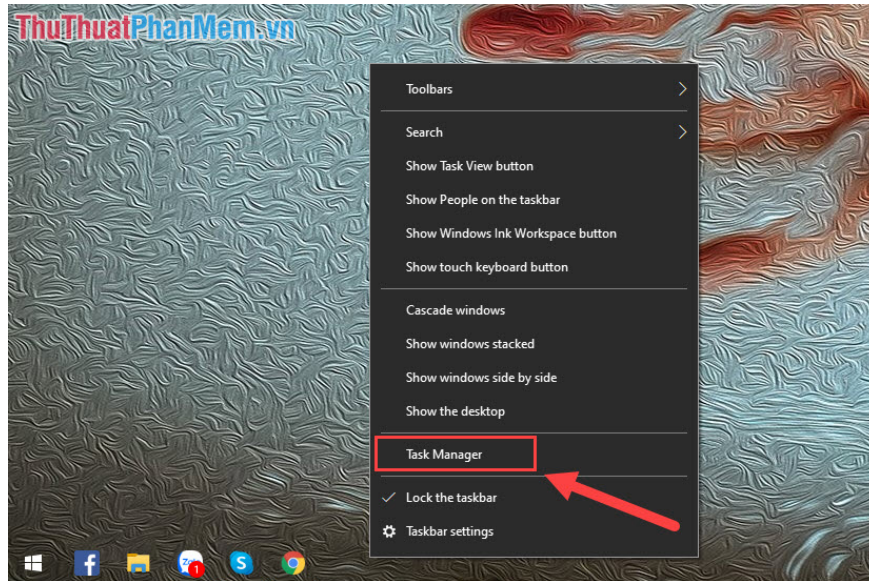 ThuThuatPhanMem.vn
Toolbars
Search
Show Task View button
Show People on the taskbar
Show Windows Ink Workspace button
Show touch keyboard button
Cascade windows
Show windows stacked
Show windows side by side
Show the desktop
Task Manager
Lock the taskbar
Taskbar settings
1